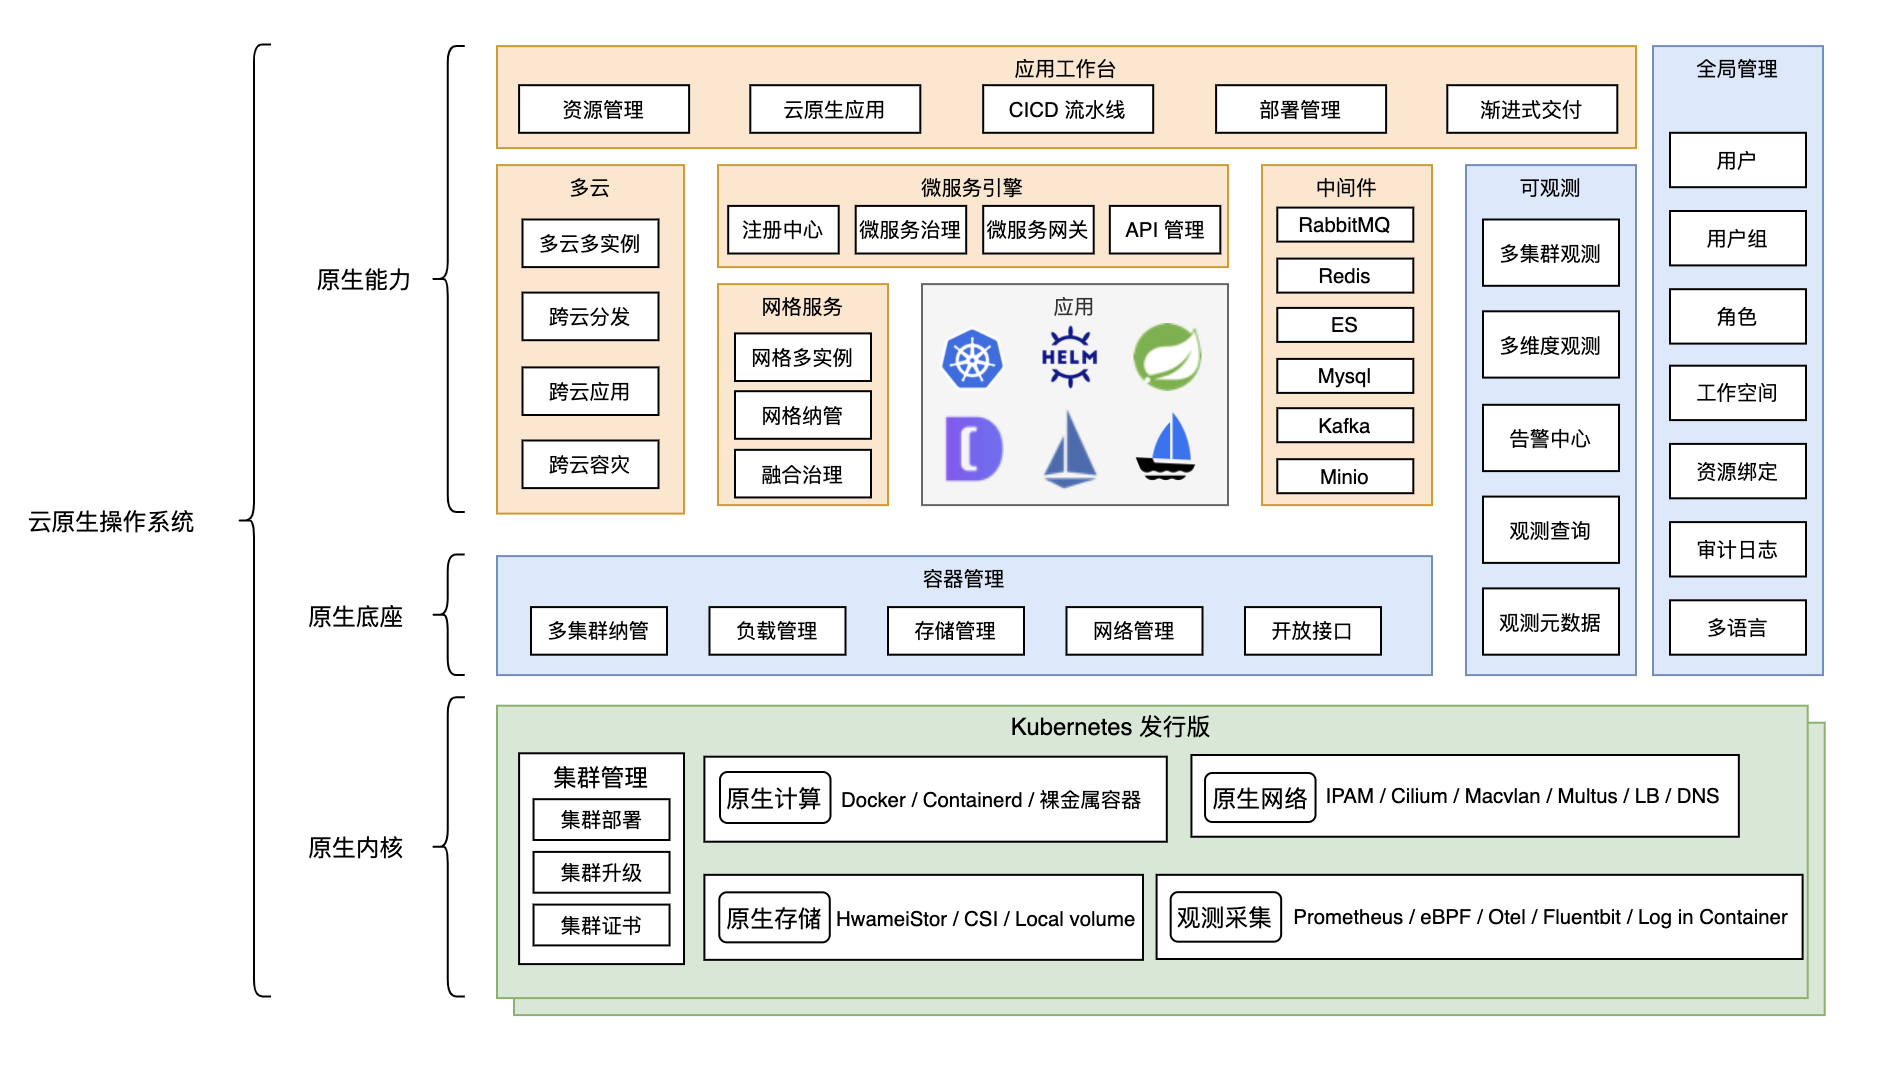 云原生操作系统
原生能力
原生底座
原生内核
应用工作台
资源管理
云原生应用
CICD 流水线
部署管理
渐进式交付
多云
多云多实例
跨云分发
跨云应用
跨云容灾
微服务引擎
注册中心
微服务治理
微服务网关
API 管理
网格服务
网格多实例
网格纳管
融合治理
应用
HELM
中间件
RabbitMQ
Redis
ES
Mysql
Kafka
Minio
可观测
多集群观测
多维度观测
告警中心
观测查询
观测元数据
全局管理
用户
用户组
角色
工作空间
资源绑定
审计日志
多语言
容器管理
多集群纳管
负载管理
存储管理
网络管理
开放接口
Kubernetes 发行版
集群管理
集群部署
集群升级
集群证书
原生计算
Docker / Containerd / 裸金属容器
原生网络
IPAM / Cilium / Macvlan / Multus / LB / DNS
原生存储
HwameiStor / CSI / Local volume
观测采集
Prometheus / eBPF / Otel / Fluentbit / Log in Container